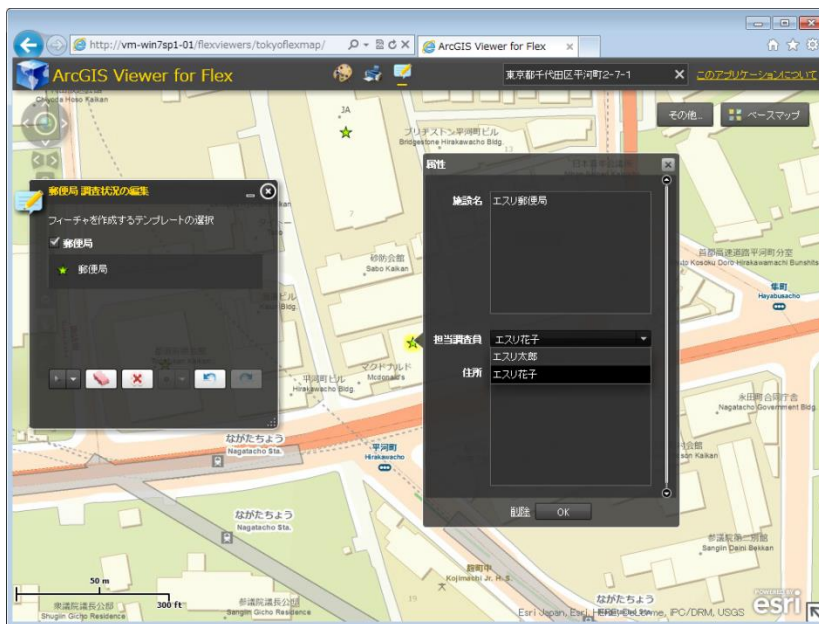 http://vm-win7sp1-01/flexviewers/tokyoflexmap/
ArcGIS Viewer for Flex
ArcGIS Viewer for Flex
東京都千代田区平河町2-7-1
このアプリケーションについて
Chiyoda Hoso Kaikan
JA
ブリヂストン平河町ビル
Bridgestone Hirakawacho Bldg.
13
その他...
ベースマップ
郵便局 調査状況の編集
フィーチャを作成するテンプレートの選択
郵便局
郵便局
7
砂防会館
Sabo Kaikan
マクドナルド
Mcdonald's
平河町ビル
Hirakawacho Bldg.
属性
施設名
エスリ郵便局
担当調査員
エスリ花子
エスリ太郎
エスリ花子
住所
削除
OK
首都高速道路平河町分室
Kosoku Doro Hirakawamachi Bunshits
隼町
Hayabusacho
永田町合同庁舎
Nagatacho Government Bldg.
ながたちょう
Nagatacho Sta.
平河町
Hirakawacho
ながたちょう
Nagatacho Sta.
麹町中
Kojimachi Jr. H. S.
19
参議院第二別館
Sangiin Daini Bekkan
ながたちょう
50 m
300 ft
衆議院議長公邸
Shugiin Gicho Residence
参議院議長公邸
Sangiin Gicho Residence
POWERED BY
esri